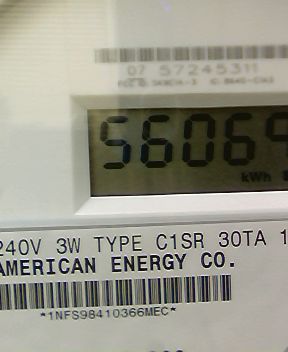 07 57245311
56069
kWh
240V 3W TYPE C1SR 30TA 1
AMERICAN ENERGY CO.
*1NFS98410366MEC*